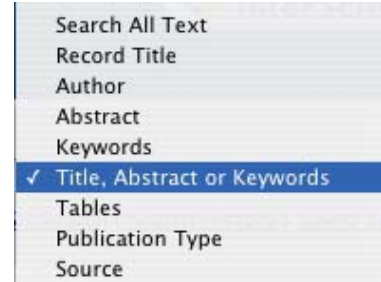 Search All Text
Record Title
Author
Abstract
Keywords
✓ Title, Abstract or Keywords
Tables
Publication Type
Source